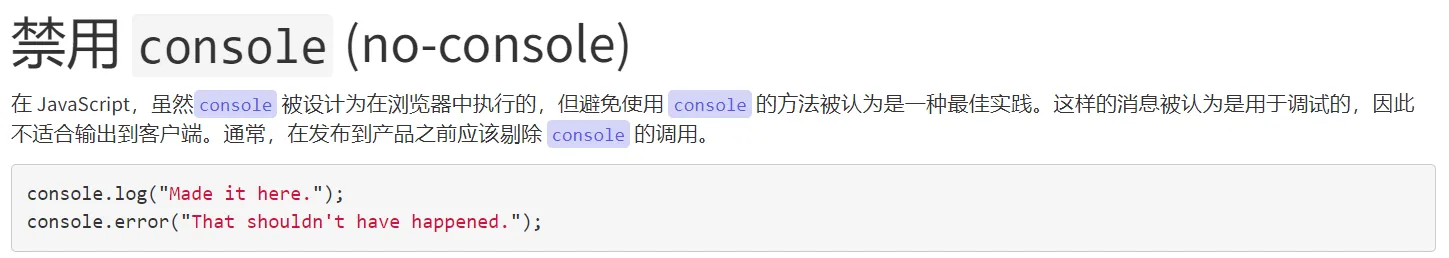 禁用 console (no-console)
在 JavaScript，虽然console 被设计为在浏览器中执行的，但避免使用 console 的方法被认为是一种最佳实践。这样的消息被认为是用于调试的，因此
不适合输出到客户端。通常，在发布到产品之前应该剔除 console 的调用。
console.log("Made it here.");
console.error("That shouldn't have happened.");